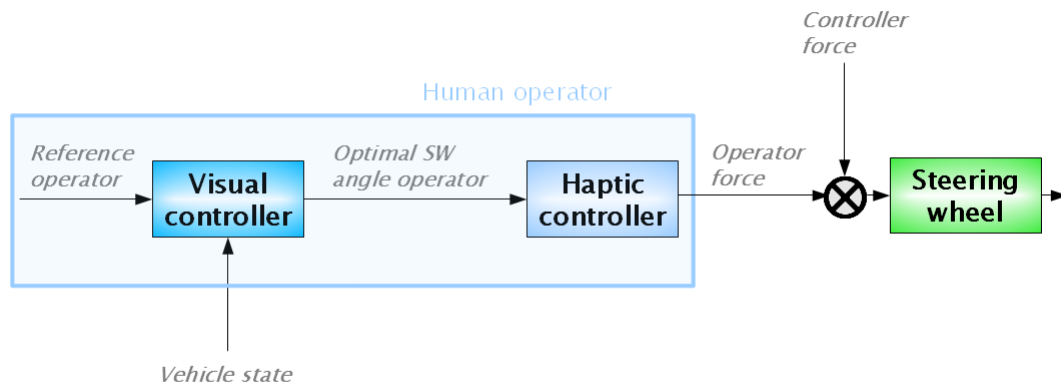 Controller
force
Human operator
Reference
operator
Visual
controller
Optimal SW
angle operator
Haptic
controller
Operator
force
Steering
wheel
Vehicle state